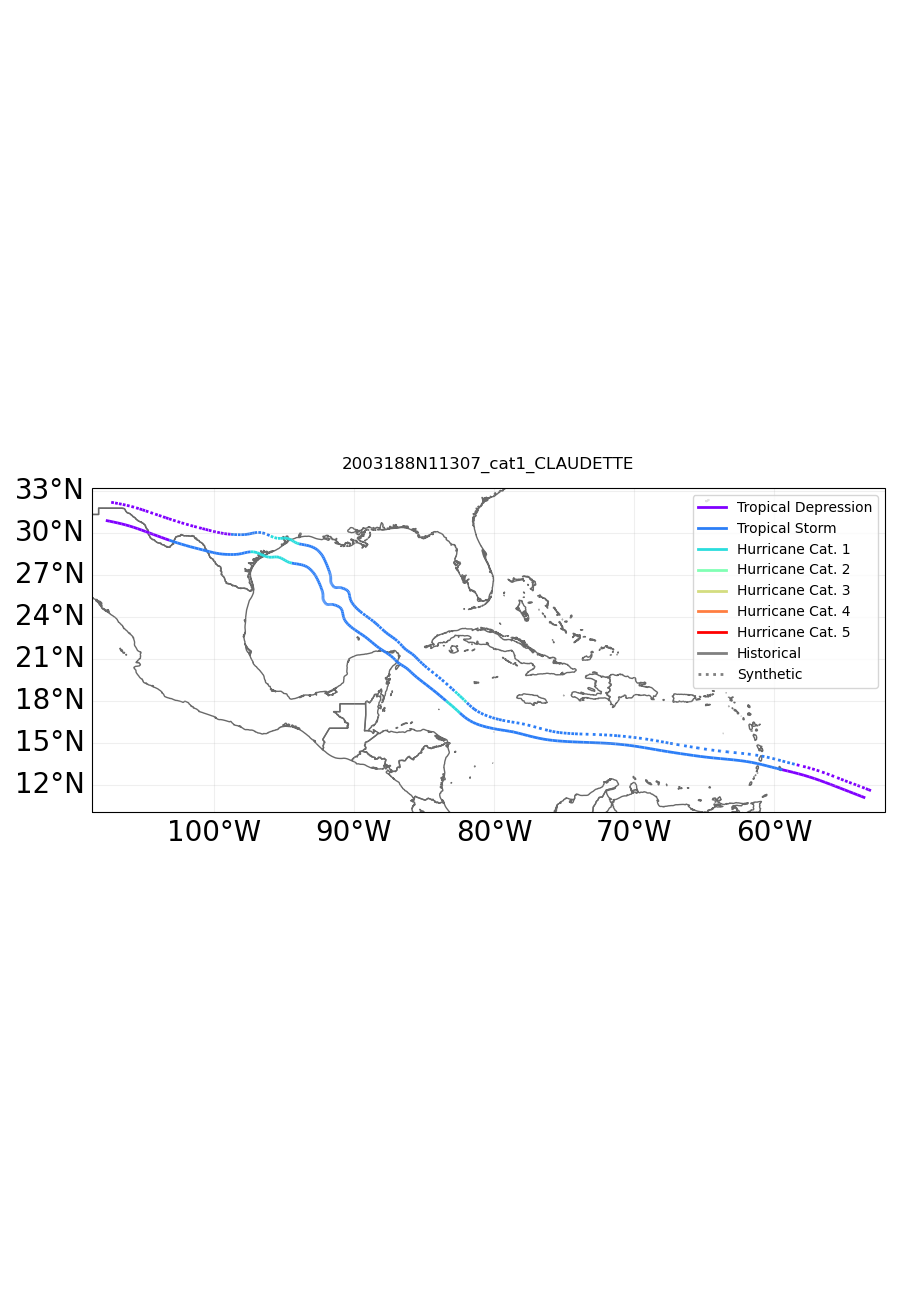 2003188N11307_cat1_CLAUDETTE
33°N
30°N
27°N
24°N
21°N
18°N
15°N
12°N
100°W
90°W
80°W
70°W
60°W
Tropical Depression
Tropical Storm
Hurricane Cat. 1
Hurricane Cat. 2
Hurricane Cat. 3
Hurricane Cat. 4
Hurricane Cat. 5
Historical
Synthetic